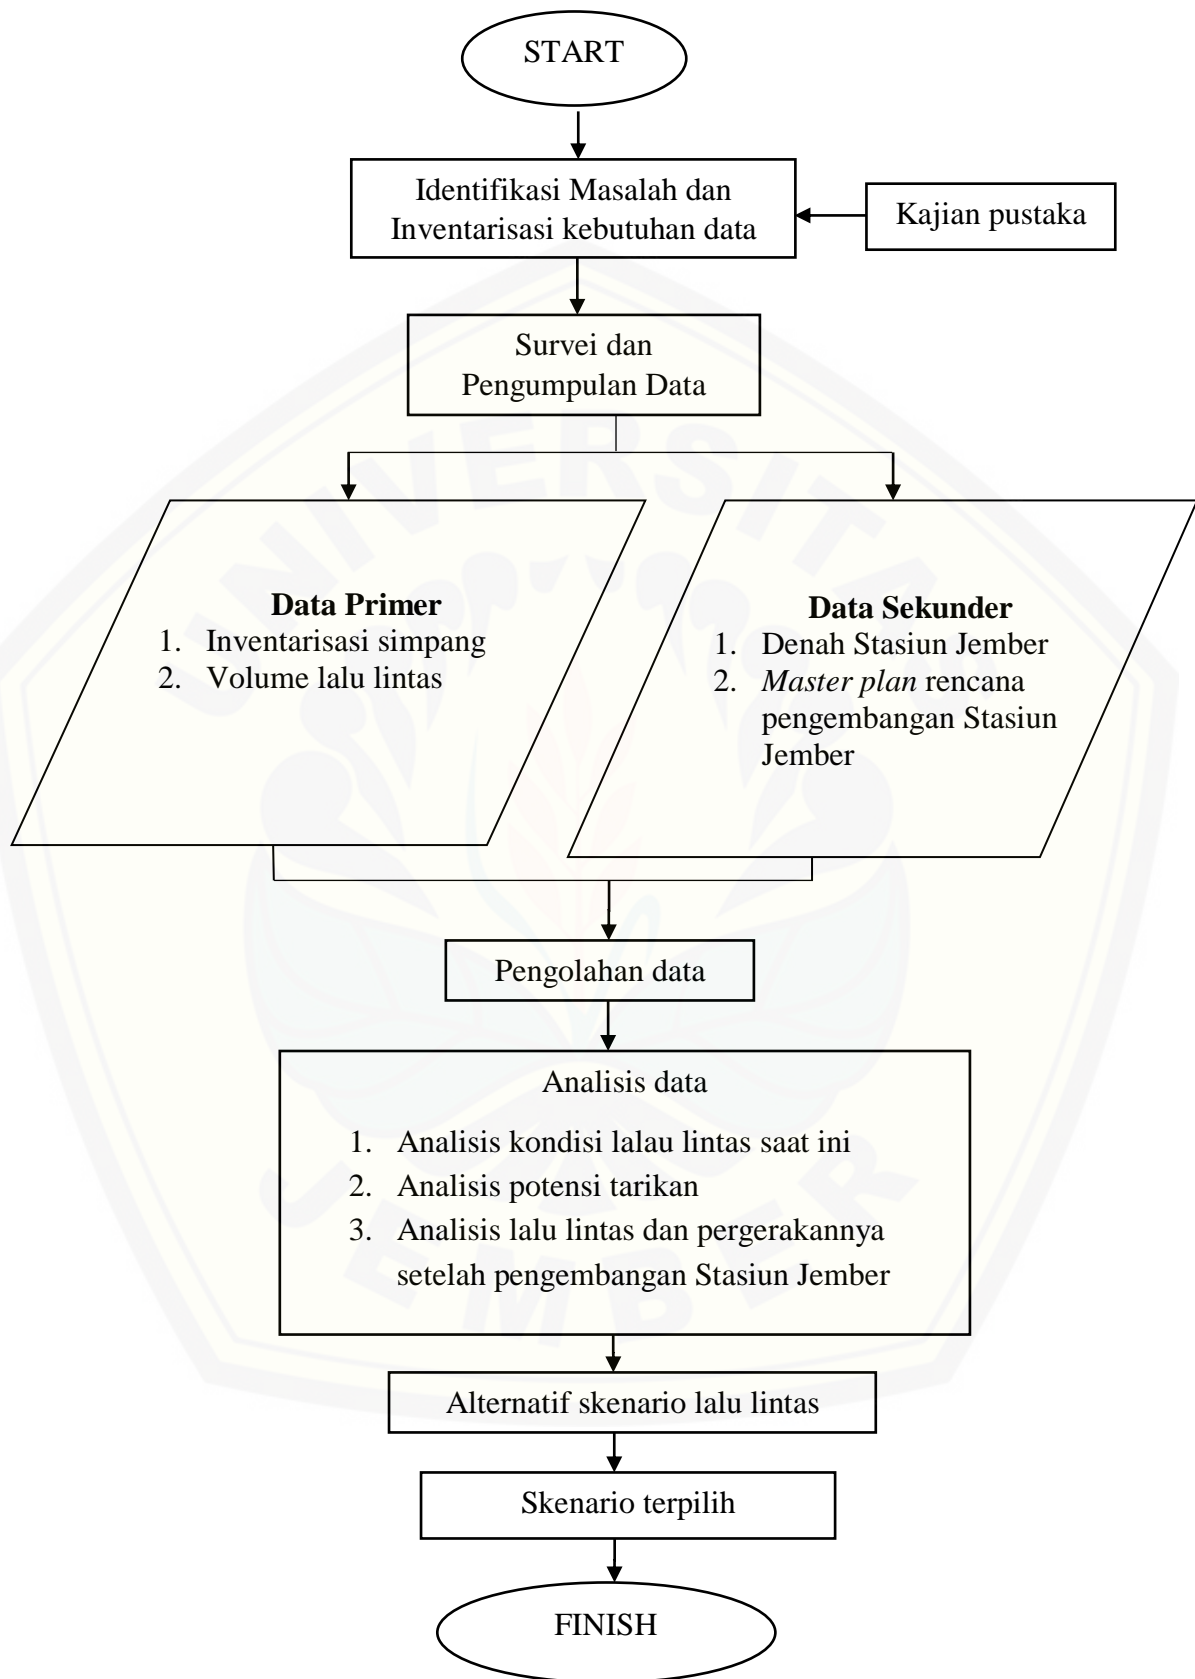 START
Identifikasi Masalah dan
Inventarisasi kebutuhan data
Kajian pustaka
Survei dan
Pengumpulan Data
Data Primer
1. Inventarisasi simpang
2. Volume lalu lintas
Data Sekunder
1. Denah Stasiun Jember
2. Master plan rencana
pengembangan Stasiun
Jember
Pengolahan data
Analisis data
1. Analisis kondisi lalau lintas saat ini
2. Analisis potensi tarikan
3. Analisis lalu lintas dan pergerakannya
setelah pengembangan Stasiun Jember
Alternatif skenario lalu lintas
Skenario terpilih
FINISH
UNIVERSITAS
JEMBER